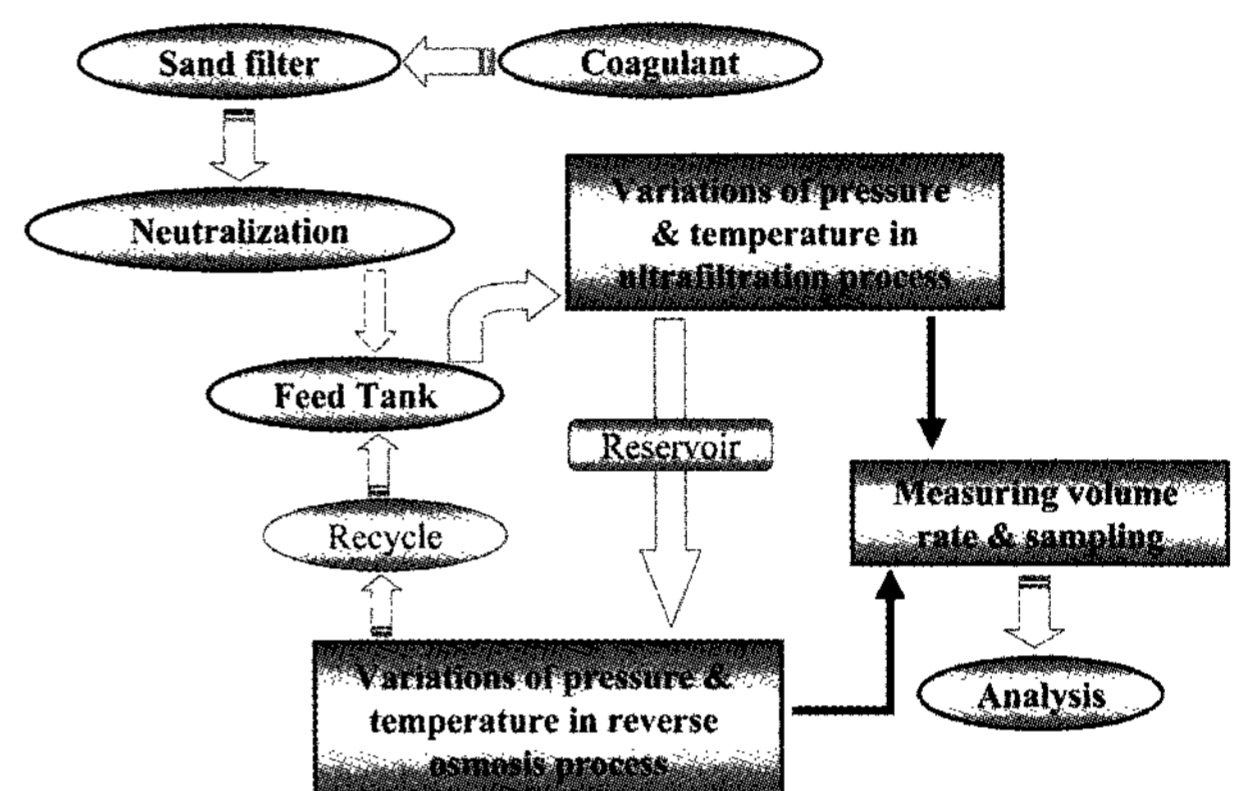 Sand filter
Coagulant
Neutralization
Variations of pressure
& temperature in
ultrafiltration process
Feed Tank
Reservoir
Measuring volume
rate & sampling
Recycle
Variations of pressure &
temperature in reverse
osmosis process
Analysis